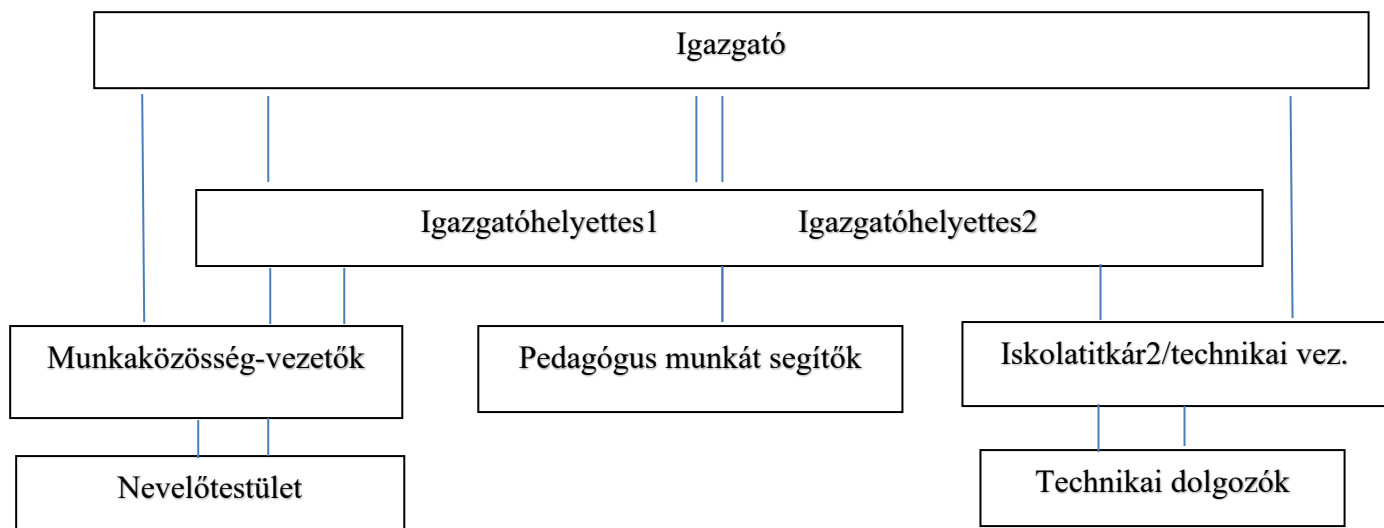 Igazgató
Igazgatóhelyettes1 Igazgatóhelyettes2
Munkaközösség-vezetők
Pedagógus munkát segítők
Iskolatitkár2/technikai vez.
Nevelőtestület
Technikai dolgozók